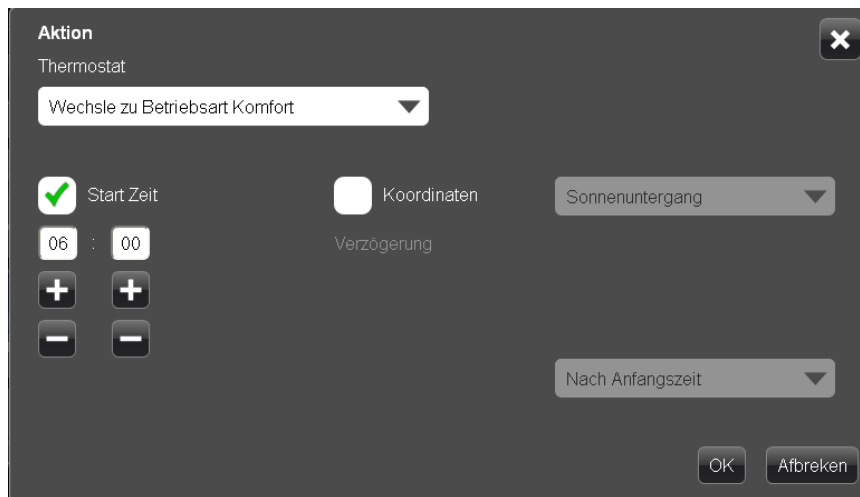 Aktion
Thermostat
Wechsle zu Betriebsart Komfort
Start Zeit
Koordinaten
Sonnenuntergang
06 : 00
Verzögerung
Nach Anfangszeit
OK
Afbreken